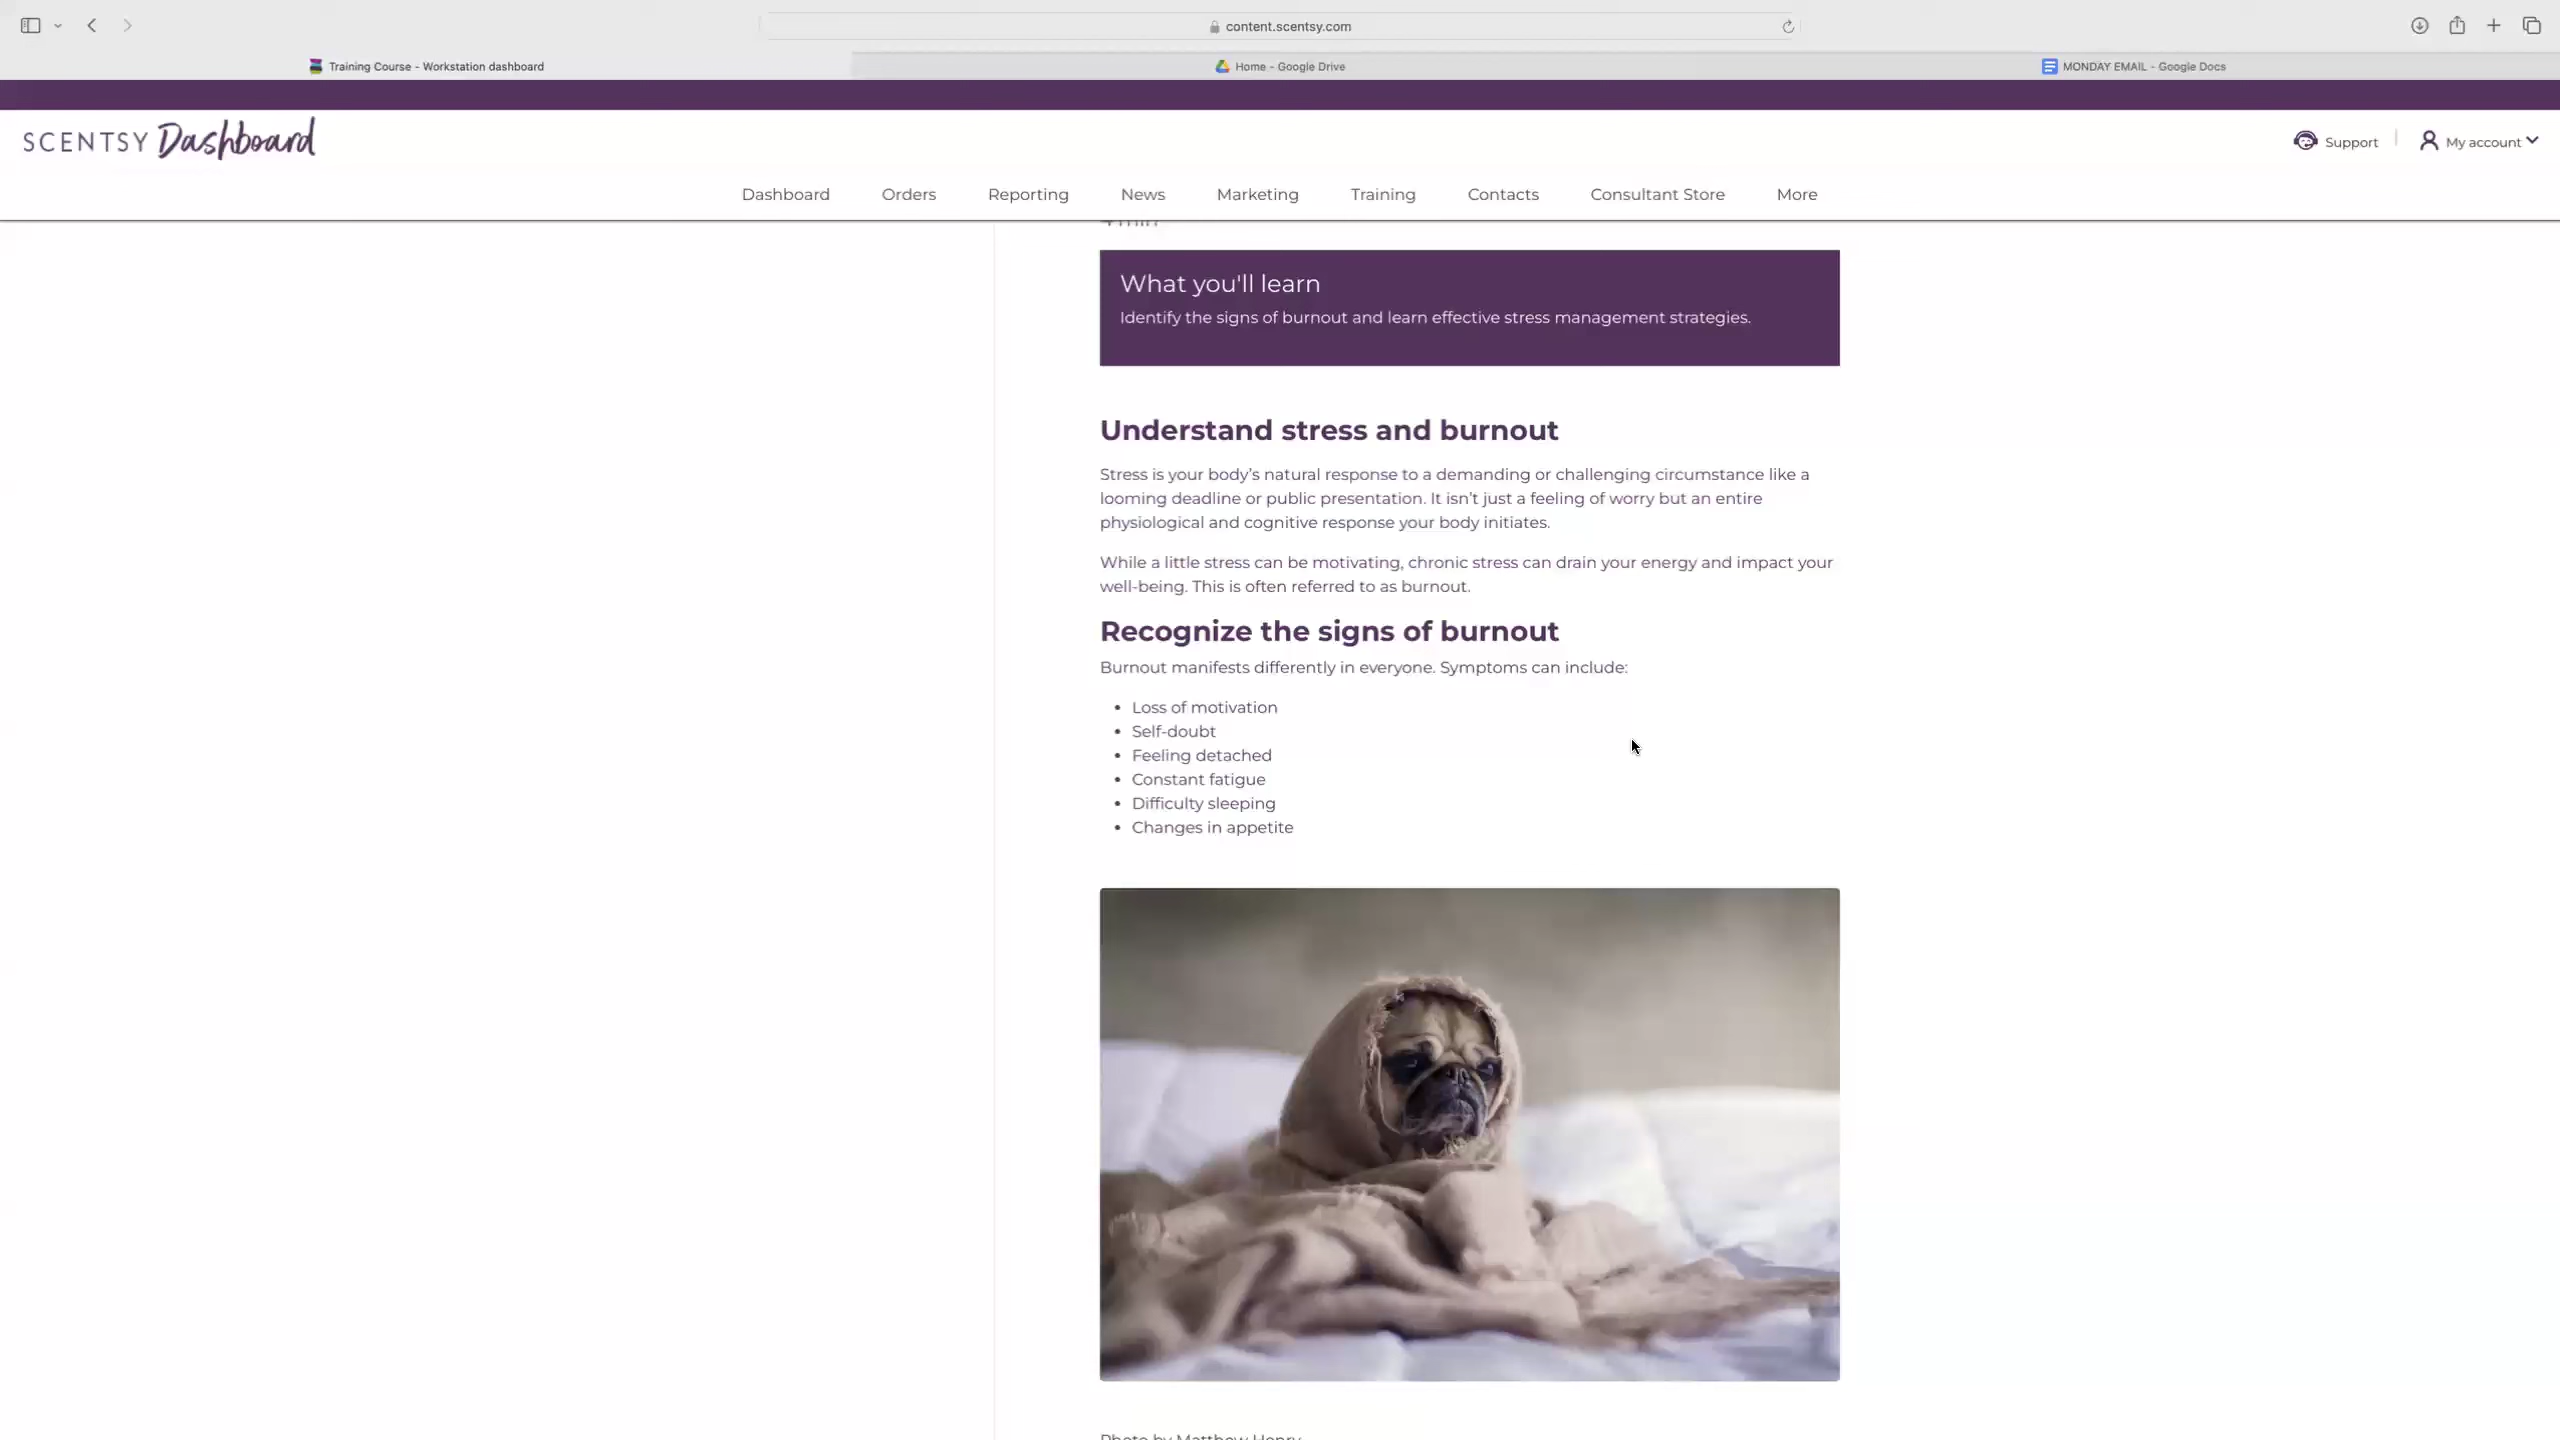 content.scentsy.com
Training Course - Workstation dashboard
Home - Google Drive
MONDAY EMAIL - Google Docs
SCENTSY Dashboard
Support
My account
Dashboard
Orders
Reporting
News
Marketing
Training
Contacts
Consultant Store
More
What you'll learn
Identify the signs of burnout and learn effective stress management strategies.
Understand stress and burnout
Stress is your body’s natural response to a demanding or challenging circumstance like a
looming deadline or public presentation. It isn’t just a feeling of worry but an entire
physiological and cognitive response your body initiates.
While a little stress can be motivating, chronic stress can drain your energy and impact your
well-being. This is often referred to as burnout.
Recognize the signs of burnout
Burnout manifests differently in everyone. Symptoms can include:
• Loss of motivation
• Self-doubt
• Feeling detached
• Constant fatigue
• Difficulty sleeping
• Changes in appetite
Photo by Matthew Henry